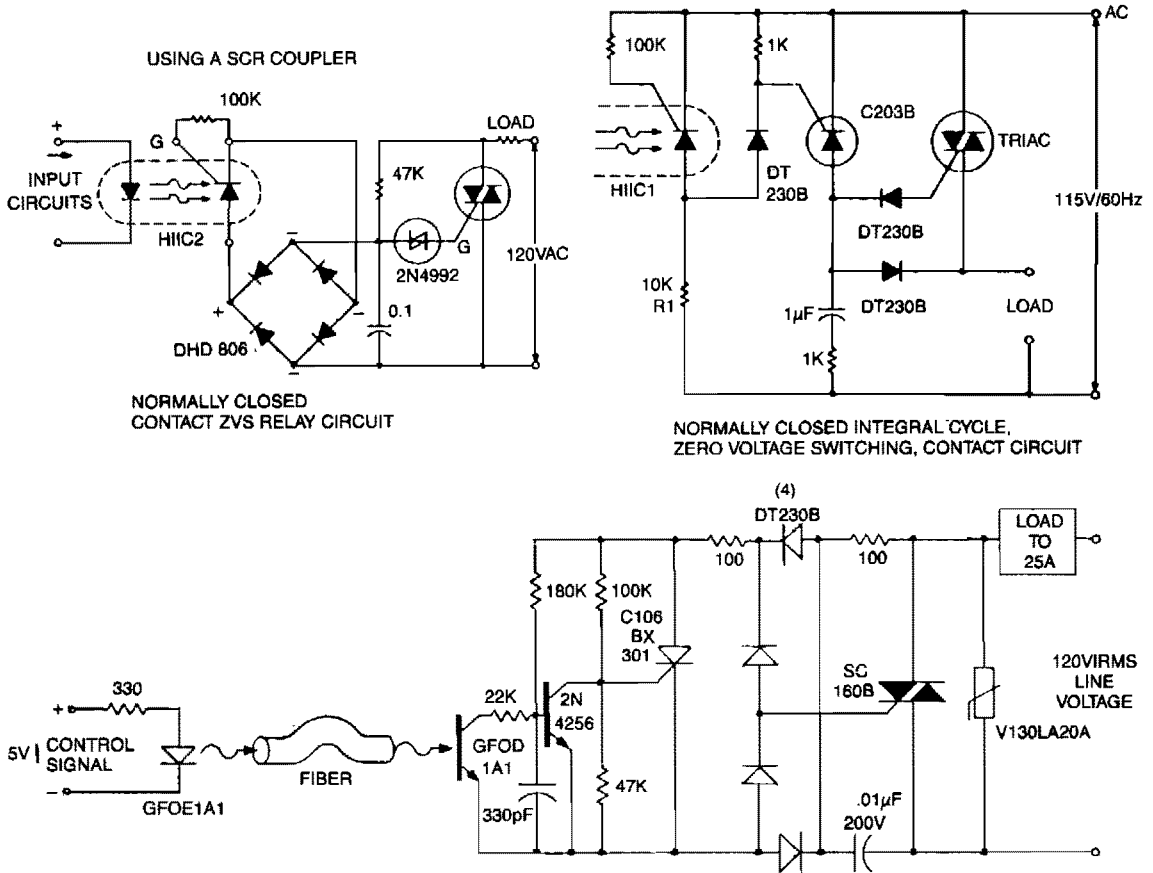 USING A SCR COUPLER
100K
G
+
INPUT
CIRCUITS
HIIC2
47K
LOAD
G
2N4992
120VAC
+
−
−
−
0.1
DHD 806
NORMALLY CLOSED
CONTACT ZVS RELAY CIRCUIT
AC
100K
1K
C203B
TRIAC
HIIC1
DT
230B
DT230B
115V/60Hz
10K
R1
1µF
DT230B
LOAD
1K
NORMALLY CLOSED INTEGRAL CYCLE,
ZERO VOLTAGE SWITCHING, CONTACT CIRCUIT
(4)
DT230B
LOAD
TO
25A
100
100
180K
100K
C106
BX
301
SC
160B
120VIRMS
LINE
VOLTAGE
V130LA20A
330
+
5V
CONTROL
SIGNAL
−
GFOE1A1
FIBER
22K
2N
4256
GFOD
1A1
330pF
47K
.01µF
200V